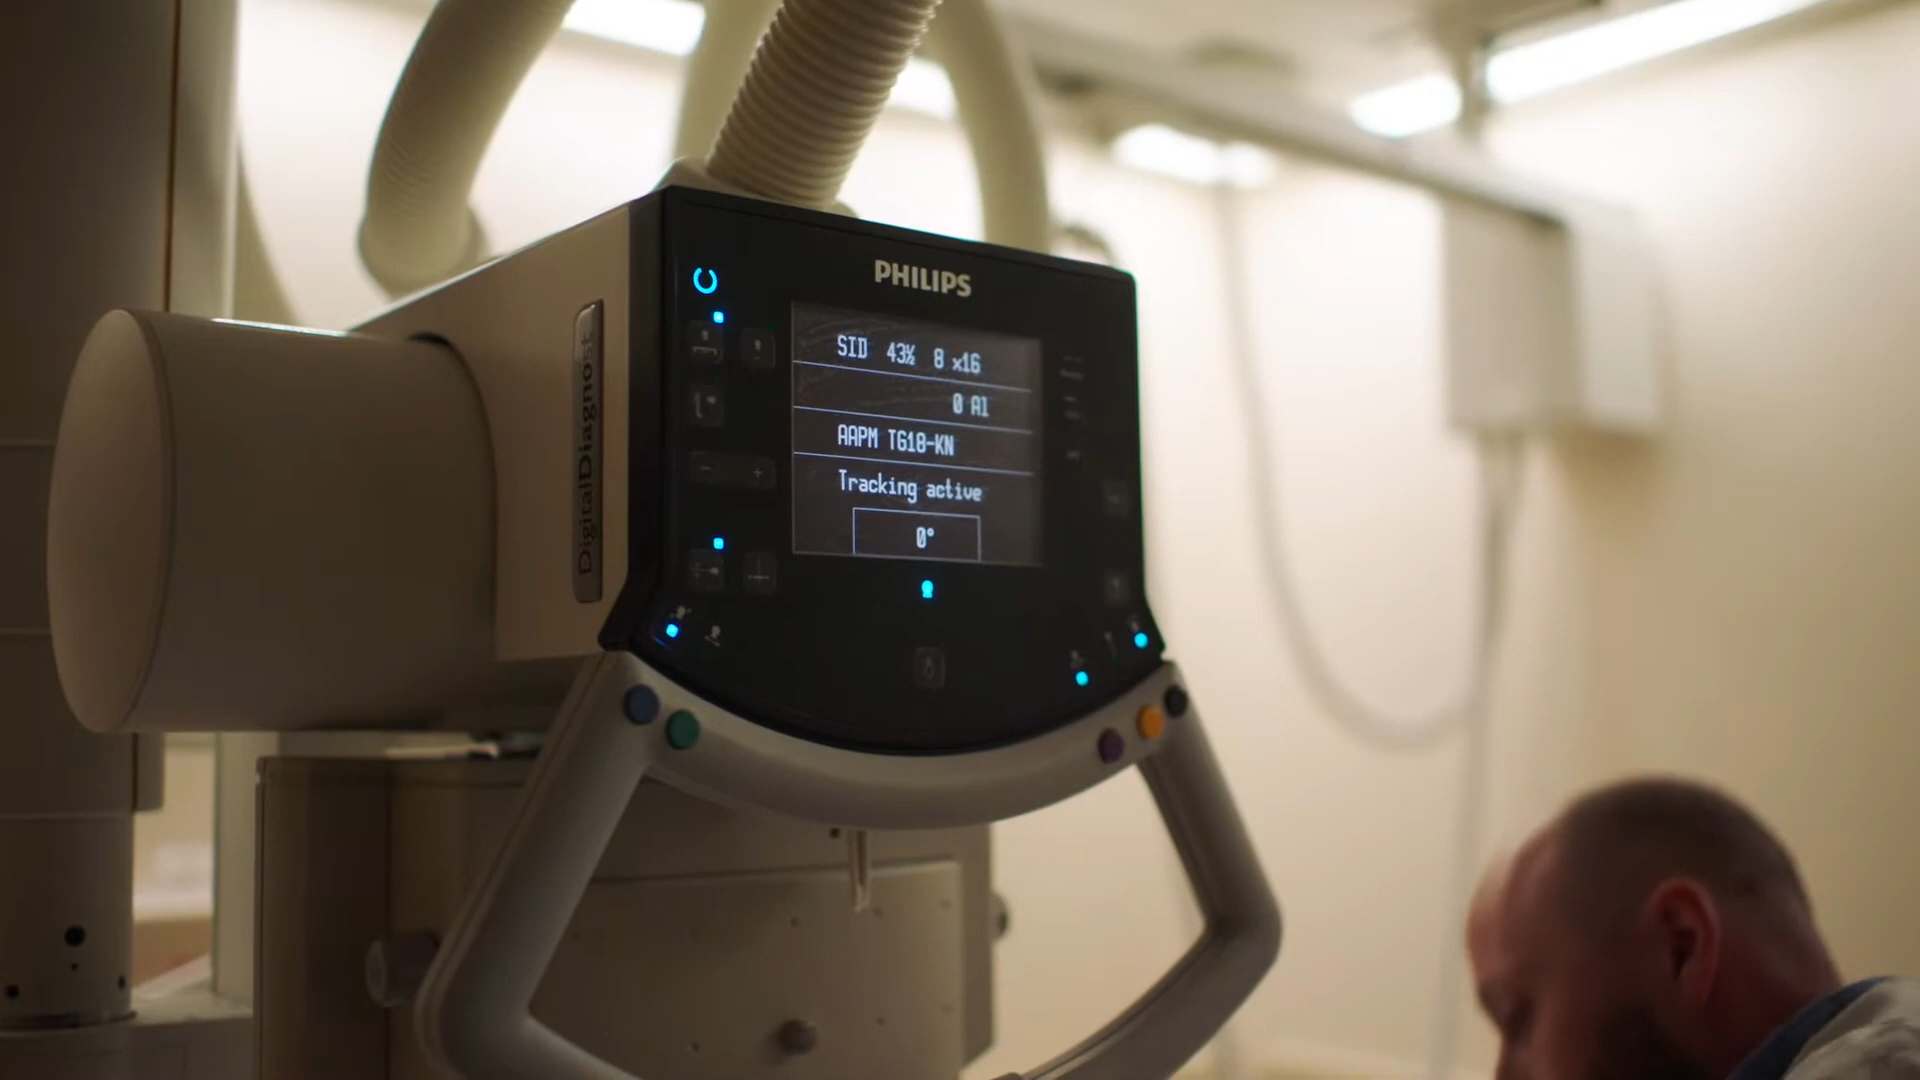 PHILIPS
DigitalDiagnost
SID 43½ 8 x16
0 Al
AAPM TG18-KN
Tracking active
0°